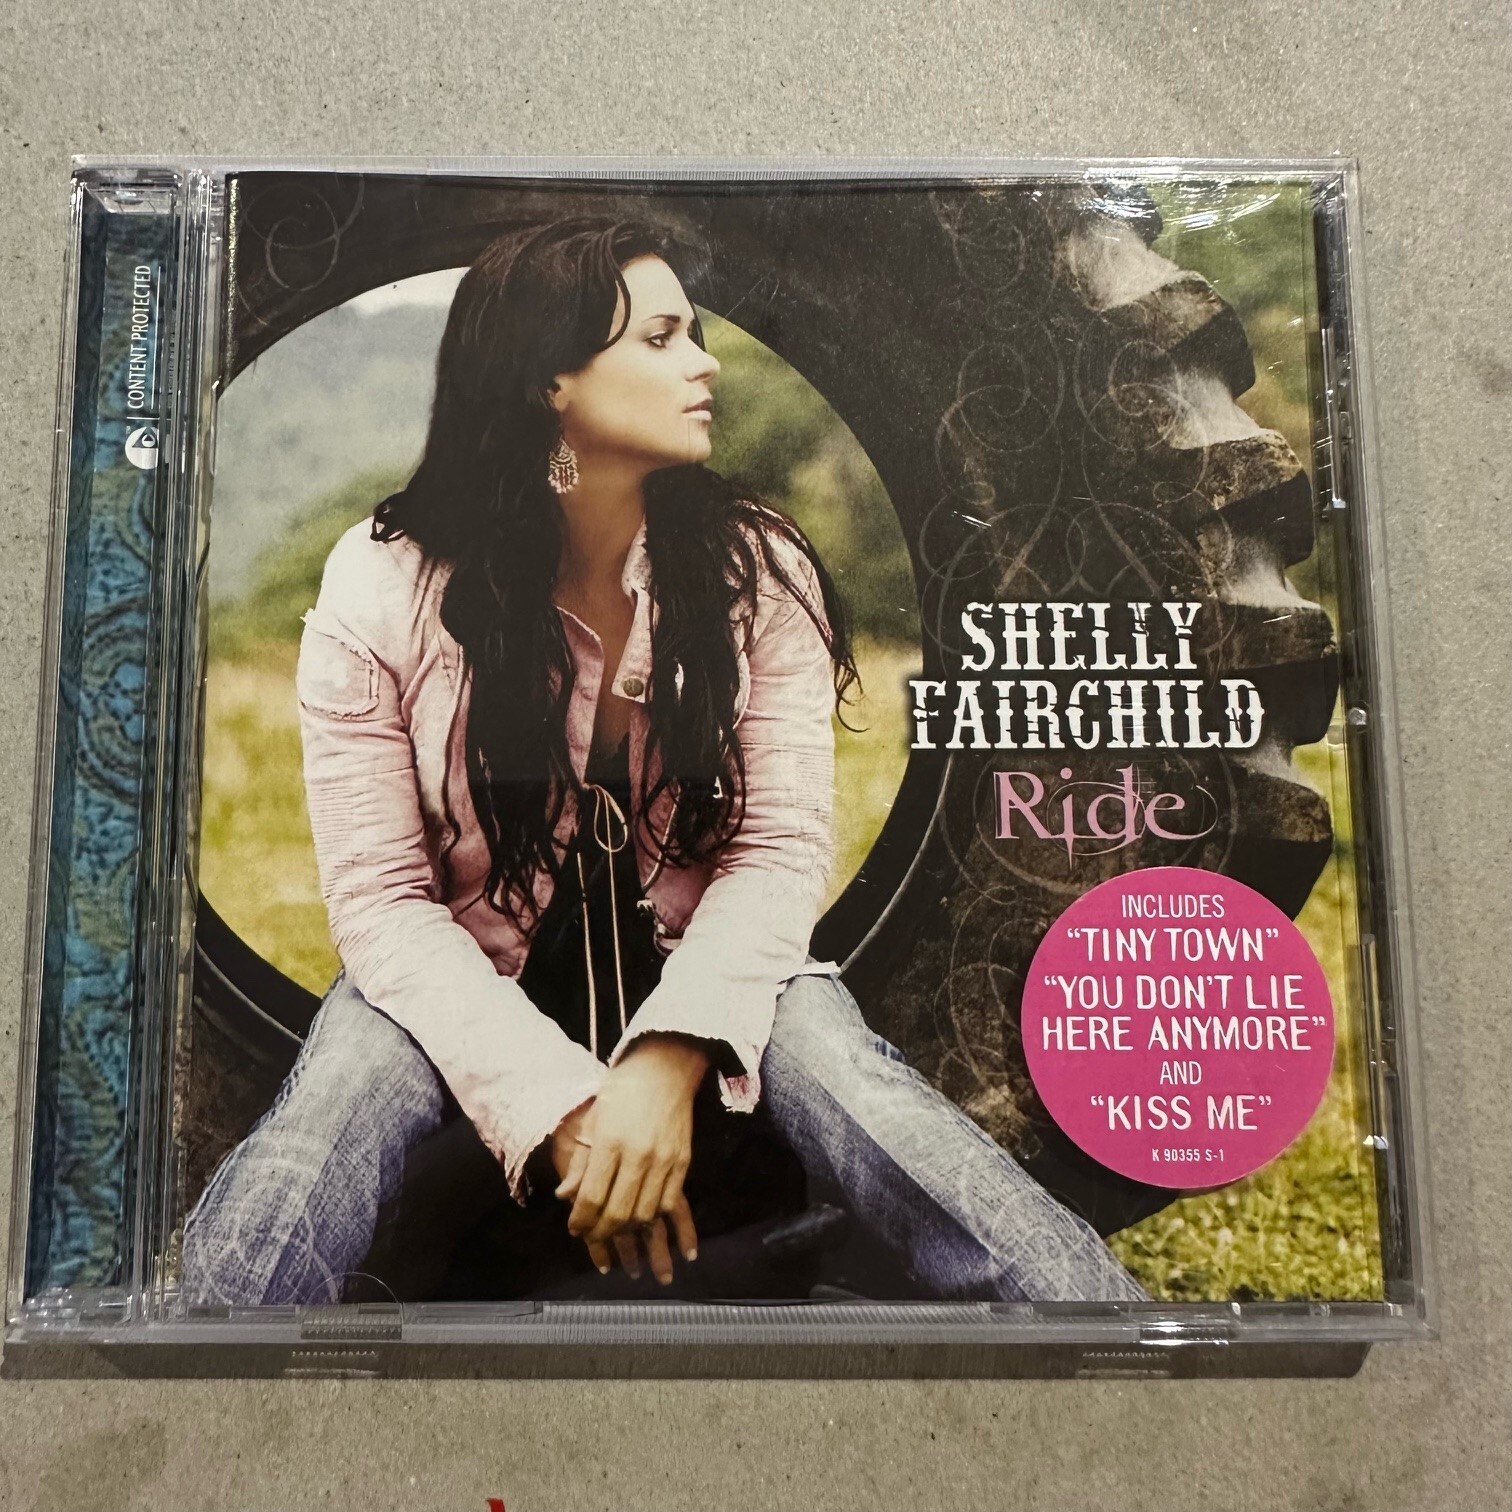 CONTENT PROTECTED
SHELLY
FAIRCHILD
Ride
INCLUDES
“TINY TOWN”
“YOU DON'T LIE
HERE ANYMORE”
AND
“KISS ME”
K 90355 S-1